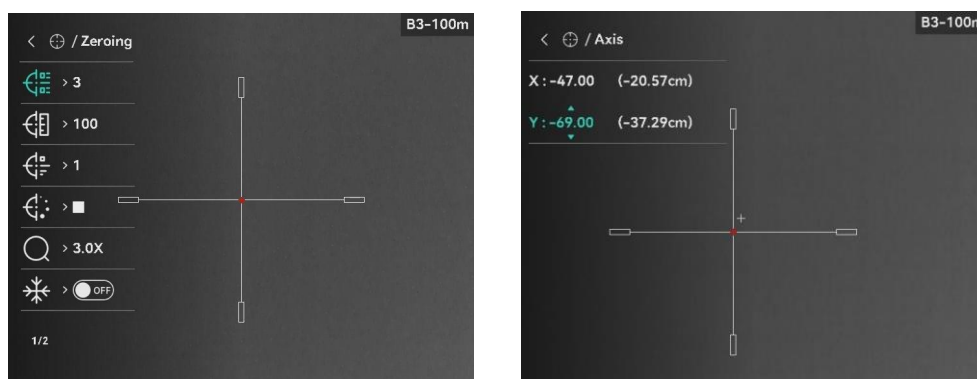 / Zeroing
B3-100m
> 3
> 100
> 1
>
> 3.0X
> OFF
1/2
/ Axis
B3-100m
X : -47.00 (-20.57cm)
Y : -69.00 (-37.29cm)